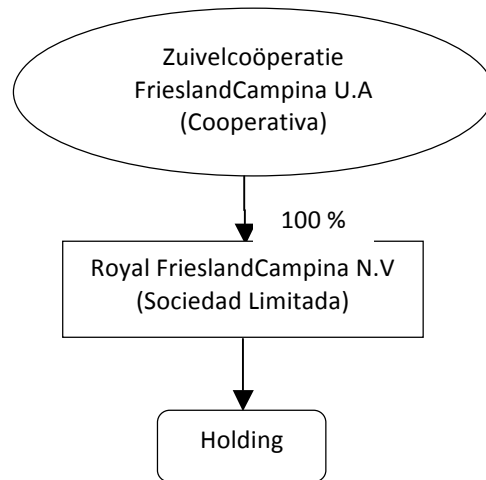 Zuivelcoöperatie
FrieslandCampina U.A
(Cooperativa)
100 %
Royal FrieslandCampina N.V
(Sociedad Limitada)
Holding